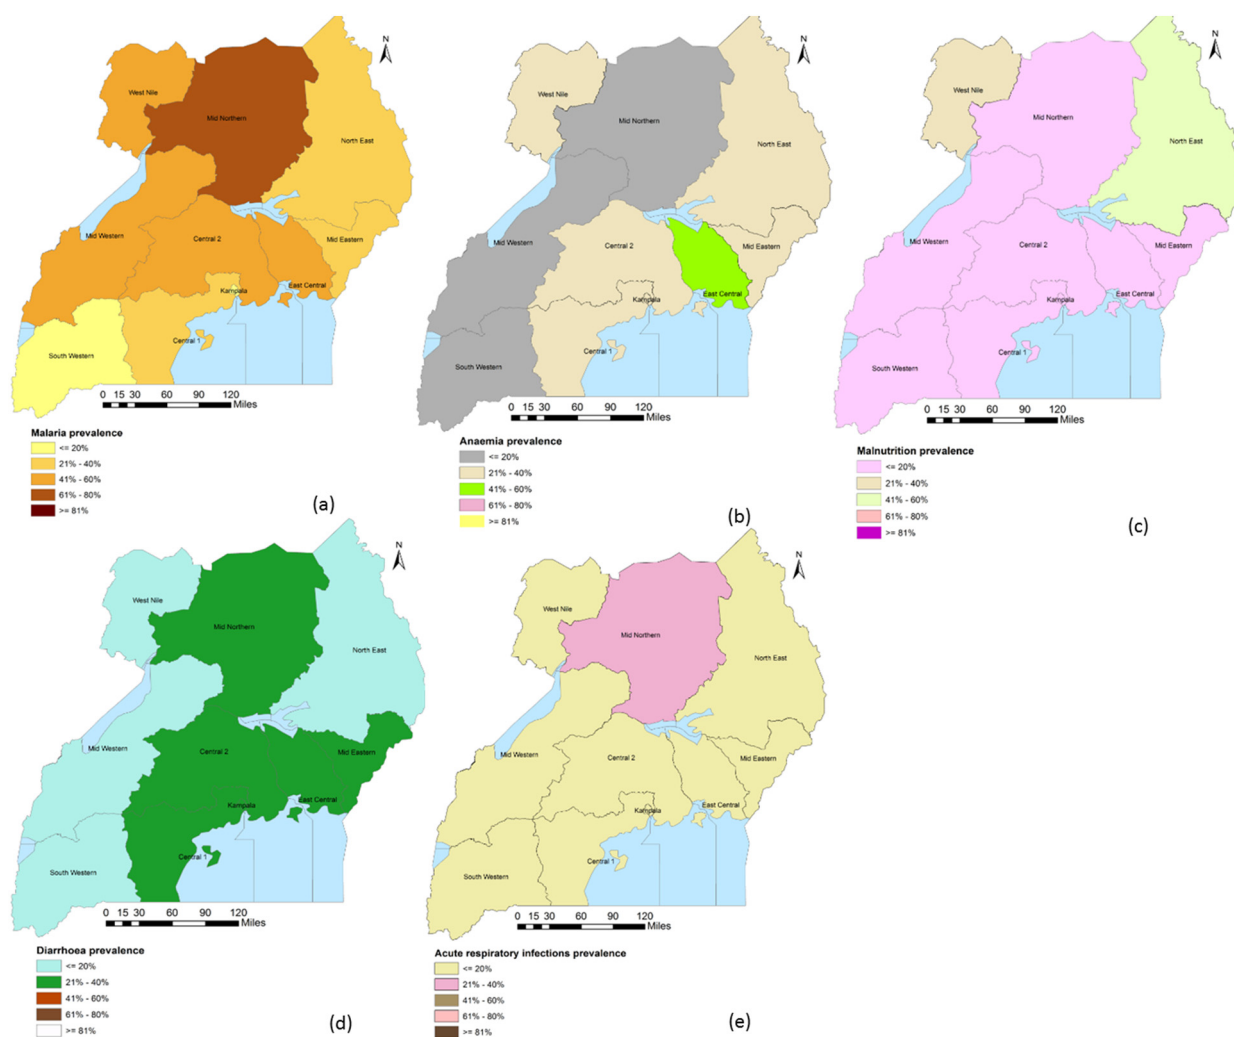 N
West Nile
Mid Northern
North East
Mid Western
Central 2
Mid Eastern
Kampala
East Central
South Western
Central 1
0 15 30 60 90 120
Miles
Malaria prevalence
<= 20%
21% - 40%
41% - 60%
61% - 80%
>= 81%
(a)
N
West Nile
Mid Northern
North East
Mid Western
Central 2
Mid Eastern
Kampala
East Central
South Western
Central 1
0 15 30 60 90 120
Miles
Anaemia prevalence
<= 20%
21% - 40%
41% - 60%
61% - 80%
>= 81%
(b)
N
West Nile
Mid Northern
North East
Mid Western
Central 2
Mid Eastern
Kampala
East Central
South Western
Central 1
0 15 30 60 90 120
Miles
Malnutrition prevalence
<= 20%
21% - 40%
41% - 60%
61% - 80%
>= 81%
(c)
N
West Nile
Mid Northern
North East
Mid Western
Central 2
Mid Eastern
Kampala
East Central
South Western
Central 1
0 15 30 60 90 120
Miles
Diarrhoea prevalence
<= 20%
21% - 40%
41% - 60%
61% - 80%
>= 81%
(d)
N
West Nile
Mid Northern
North East
Mid Western
Central 2
Mid Eastern
Kampala
East Central
South Western
Central 1
0 15 30 60 90 120
Miles
Acute respiratory infections prevalence
<= 20%
21% - 40%
41% - 60%
61% - 80%
>= 81%
(e)